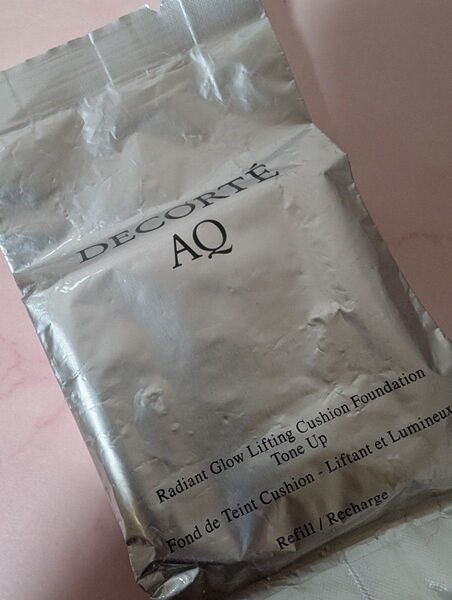 DECORTÉ
AQ
Radiant Glow Lifting Cushion Foundation
Tone Up
Fond de Teint Cushion - Liftant et Lumineux
Refill / Recharge